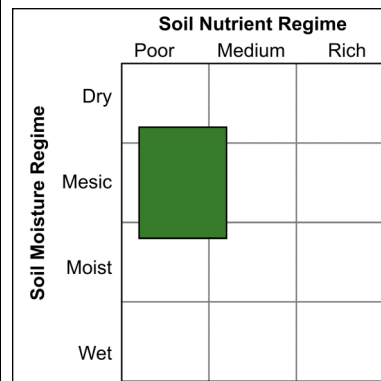 Soil Nutrient Regime
Poor Medium Rich
Soil Moisture Regime
Dry
Mesic
Moist
Wet